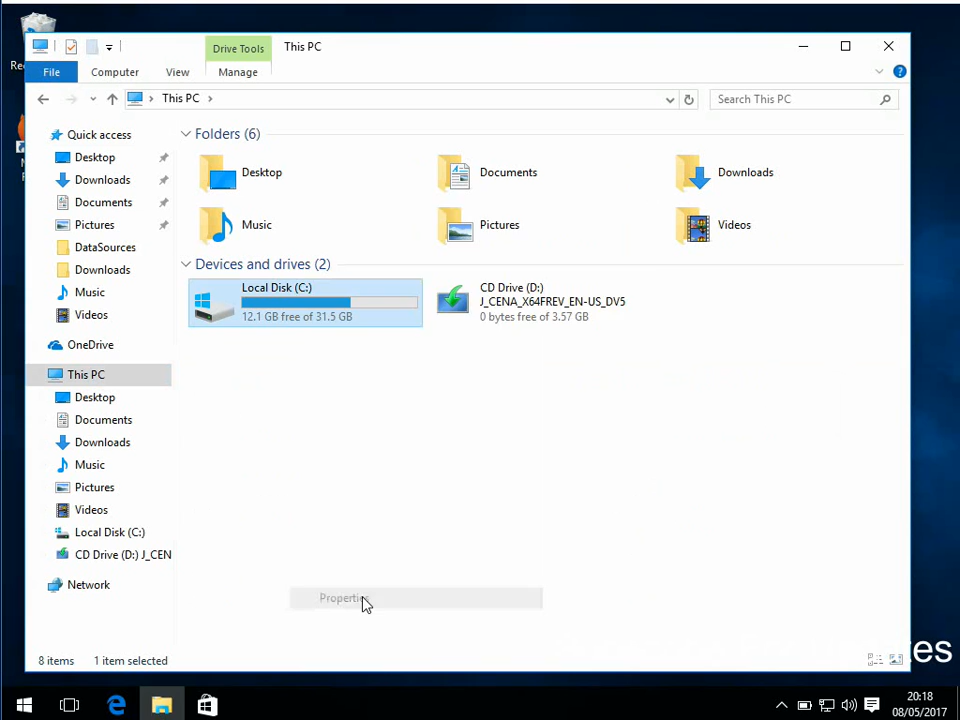 Drive Tools
This PC
File
Computer
View
Manage
This PC
Search This PC
Quick access
Desktop
Downloads
Documents
Pictures
DataSources
Downloads
Music
Videos
OneDrive
This PC
Desktop
Documents
Downloads
Music
Pictures
Videos
Local Disk (C:)
CD Drive (D:) J_CEN
Network
Folders (6)
Desktop
Documents
Downloads
Music
Pictures
Videos
Devices and drives (2)
Local Disk (C:)
12.1 GB free of 31.5 GB
CD Drive (D:)
J_CENA_X64FREV_EN-US_DV5
0 bytes free of 3.57 GB
Properties
8 items
1 item selected
20:18
08/05/2017